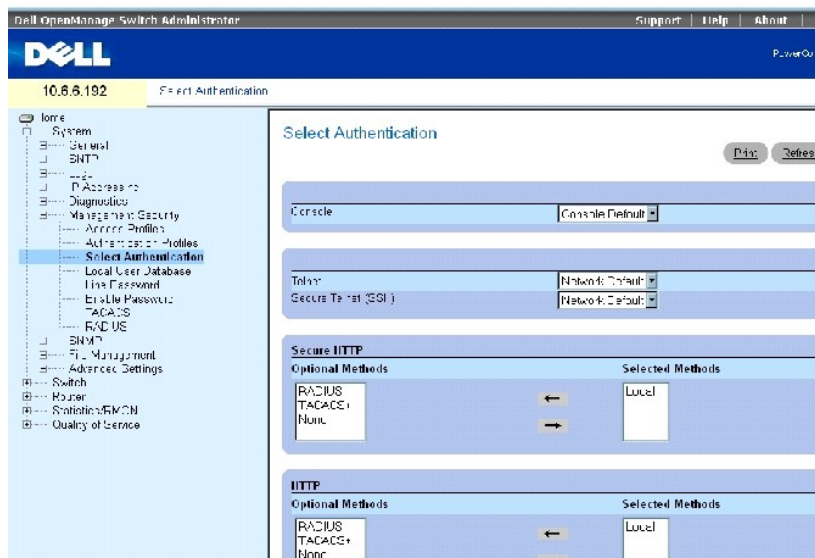 Dell OpenManage Switch Administrator
Support | Help | About |
DELL
PowerCo
10.6.6.192
Select Authentication
Home
System
General
SNTP
Logs
IP Addressing
Diagnostics
Management Security
Access Profiles
Authentication Profiles
Select Authentication
Local User Database
Line Password
Enable Password
TACACS
RADIUS
SNMP
File Management
Advanced Settings
Switch
Router
Statistics/RMON
Quality of Service
Select Authentication
Print
Refres
Console
Console Default
Telnet
Network Default
Secure Telnet (SSH)
Network Default
Secure HTTP
Optional Methods
Selected Methods
RADIUS
TACACS+
None
Local
HTTP
Optional Methods
Selected Methods
RADIUS
TACACS+
None
Local